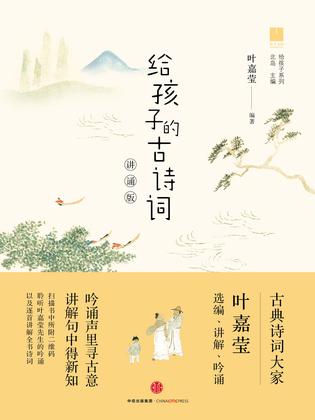 给孩子系列
北岛 主编
叶嘉莹——编著
给孩子的古诗词
讲诵版
古典诗词大家
叶嘉莹
选编、讲解、吟诵
吟诵声里寻古意
讲解句中得新知
扫描书中所附二维码
聆听叶嘉莹先生的吟诵
以及逐首讲解全书诗词
中信出版集团·CHINACITICPRESS